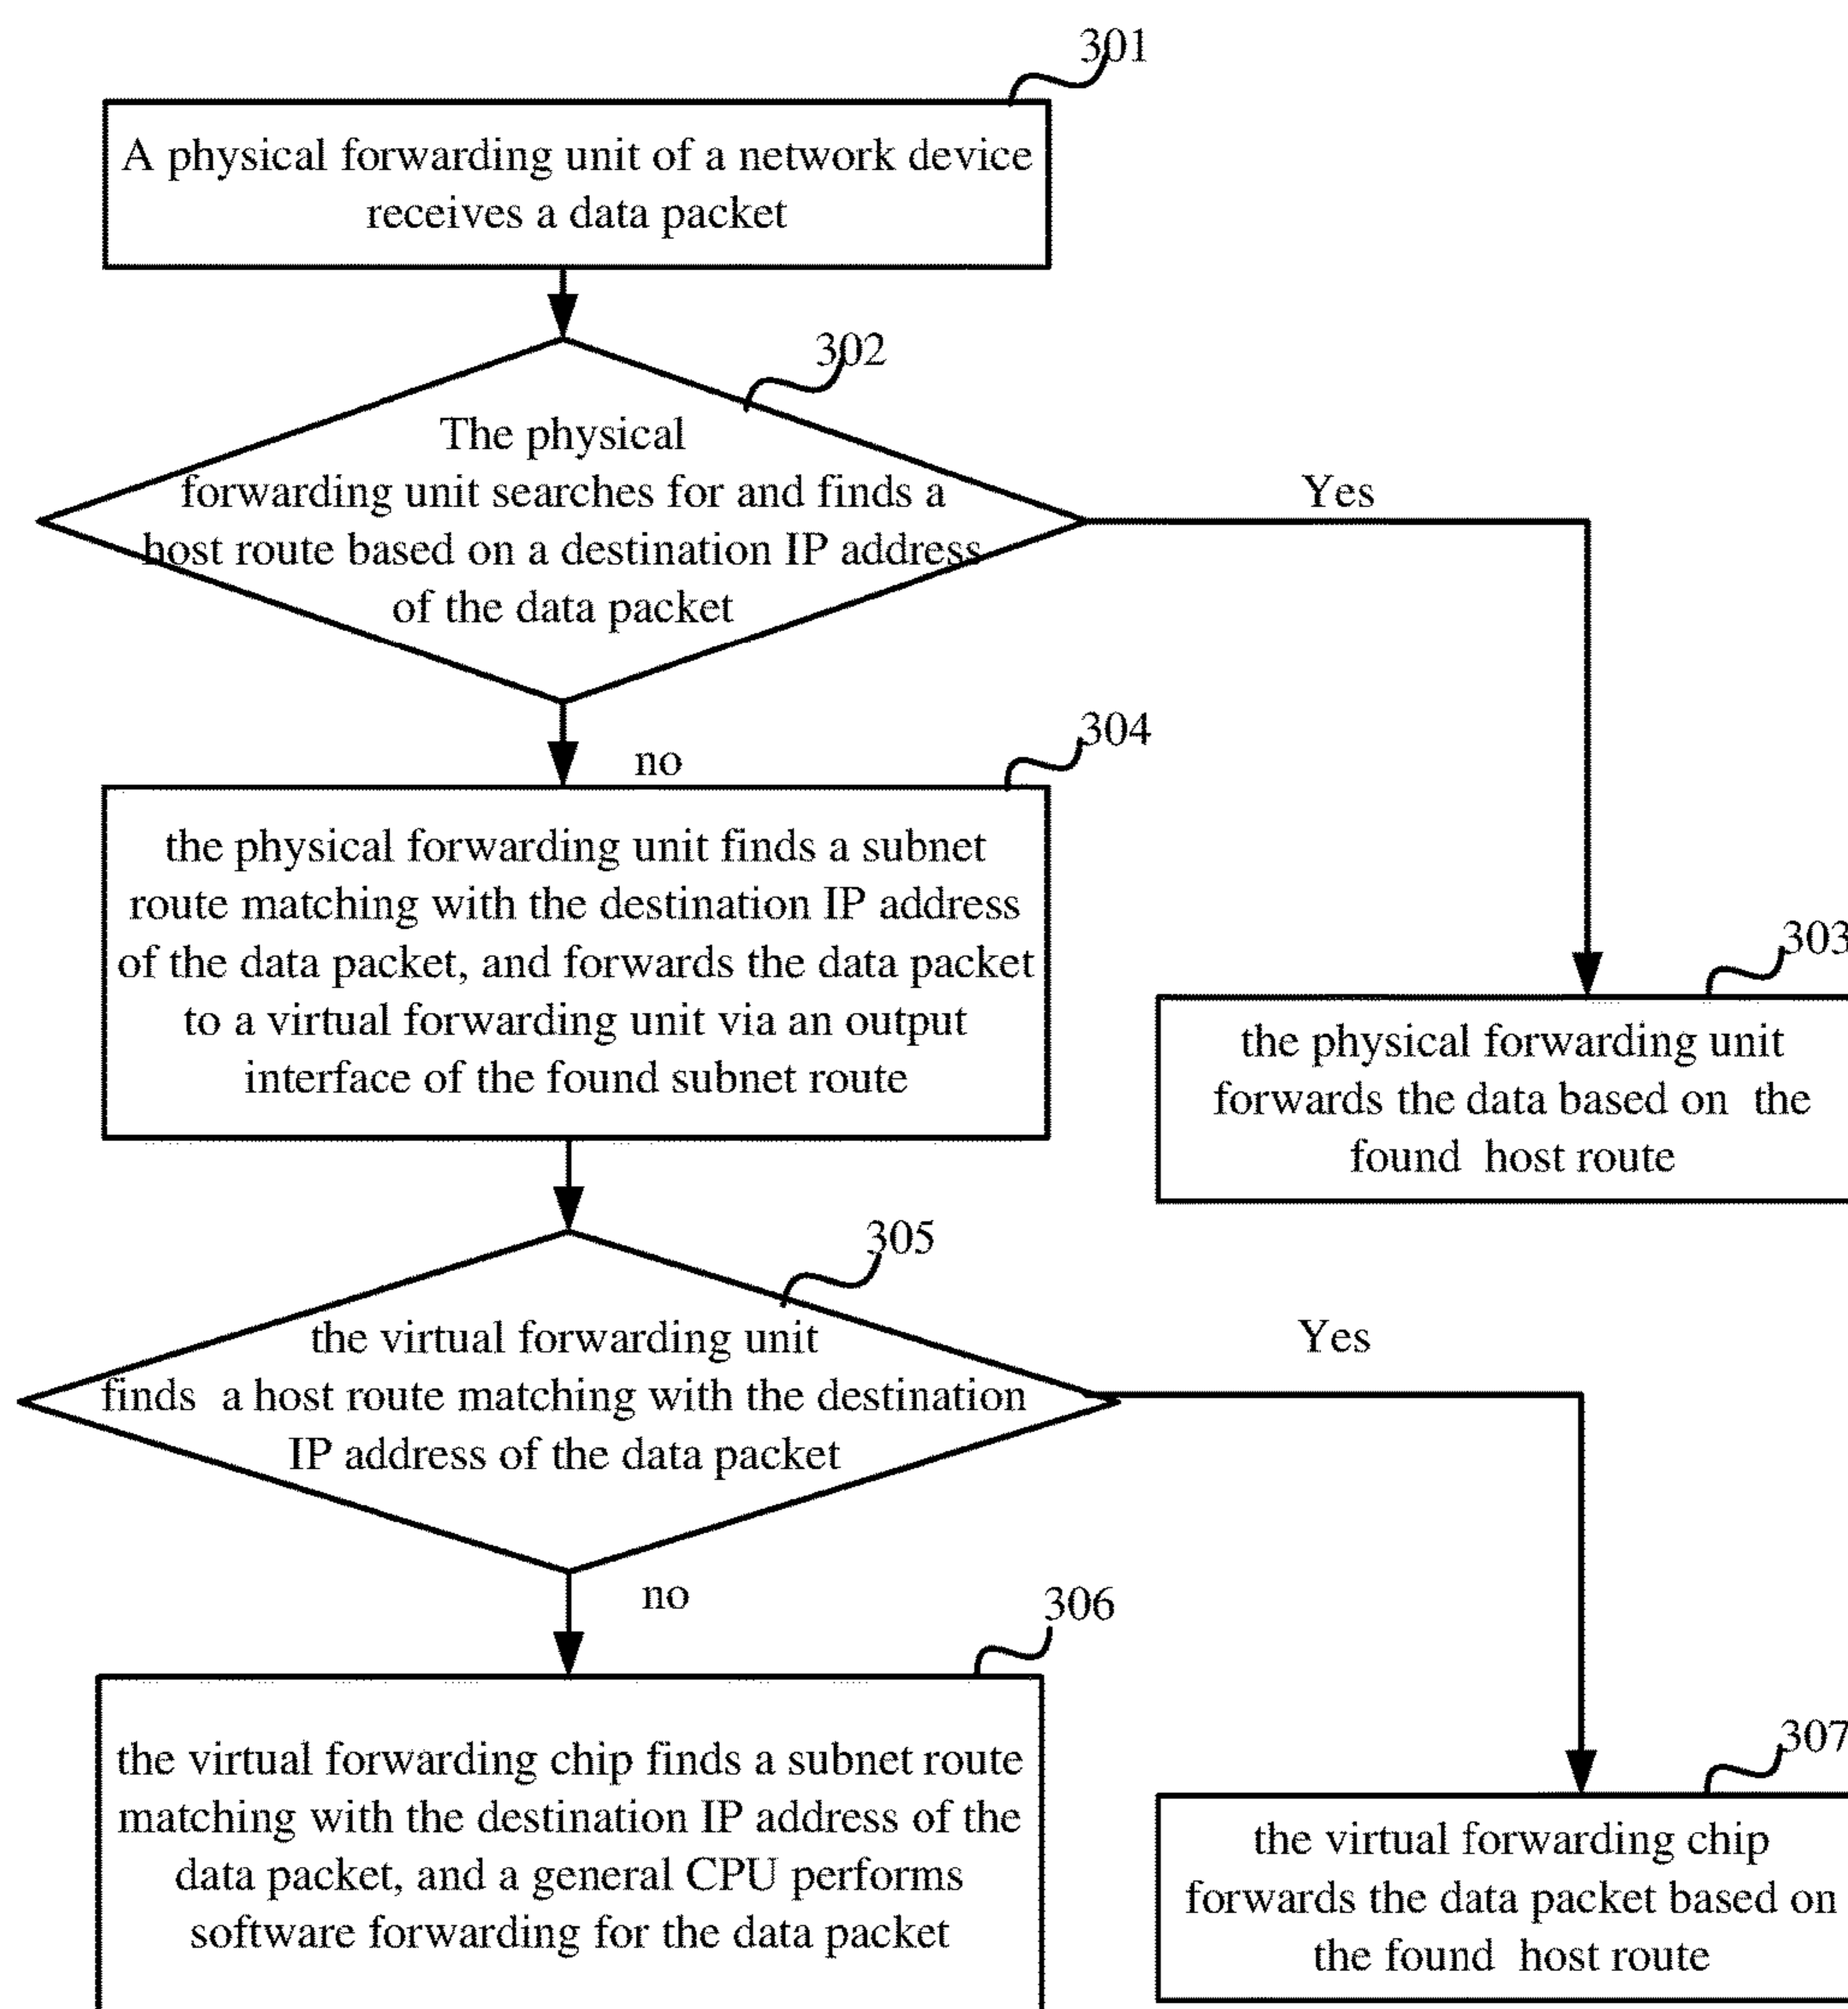 301
A physical forwarding unit of a network device
receives a data packet
302
The physical
forwarding unit searches for and finds a
host route based on a destination IP address
of the data packet
Yes
no
304
the physical forwarding unit finds a subnet
route matching with the destination IP address
of the data packet, and forwards the data packet
to a virtual forwarding unit via an output
interface of the found subnet route
303
the physical forwarding unit
forwards the data based on the
found host route
305
the virtual forwarding unit
finds a host route matching with the destination
IP address of the data packet
Yes
no
306
the virtual forwarding chip finds a subnet route
matching with the destination IP address of the
data packet, and a general CPU performs
software forwarding for the data packet
307
the virtual forwarding chip
forwards the data packet based on
the found host route